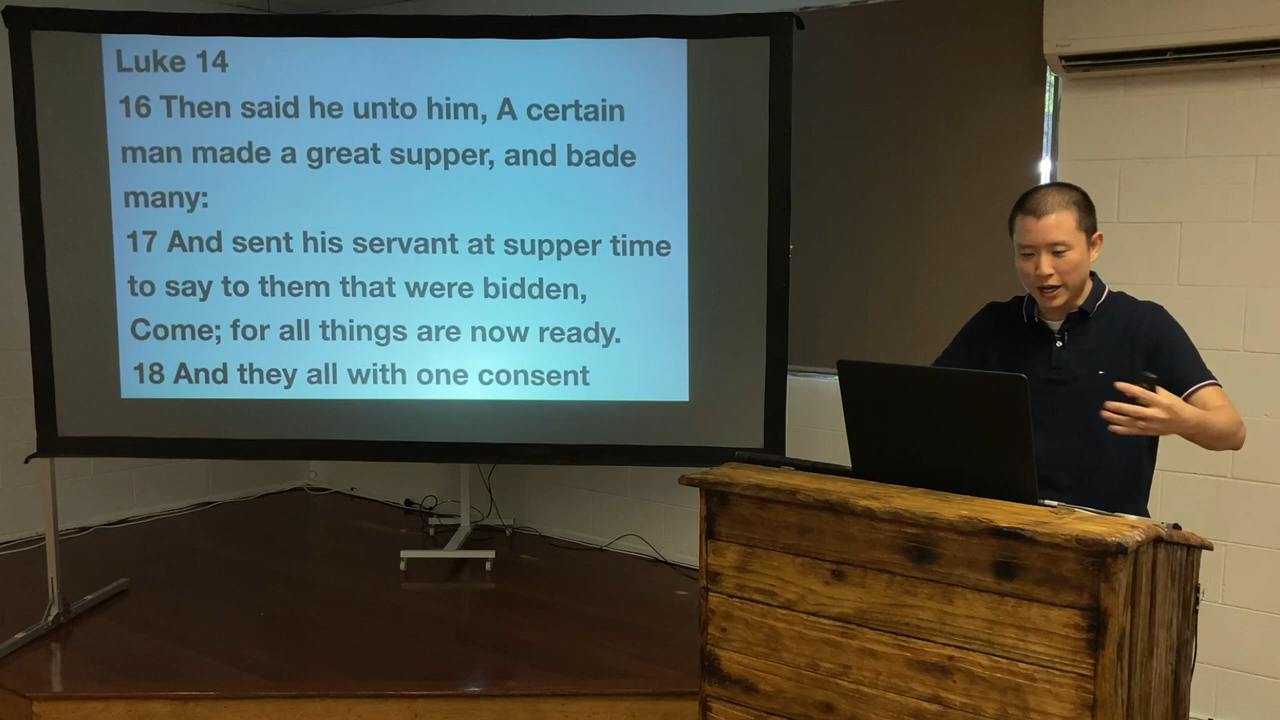 Luke 14
16 Then said he unto him, A certain
man made a great supper, and bade
many:
17 And sent his servant at supper time
to say to them that were bidden,
Come; for all things are now ready.
18 And they all with one consent